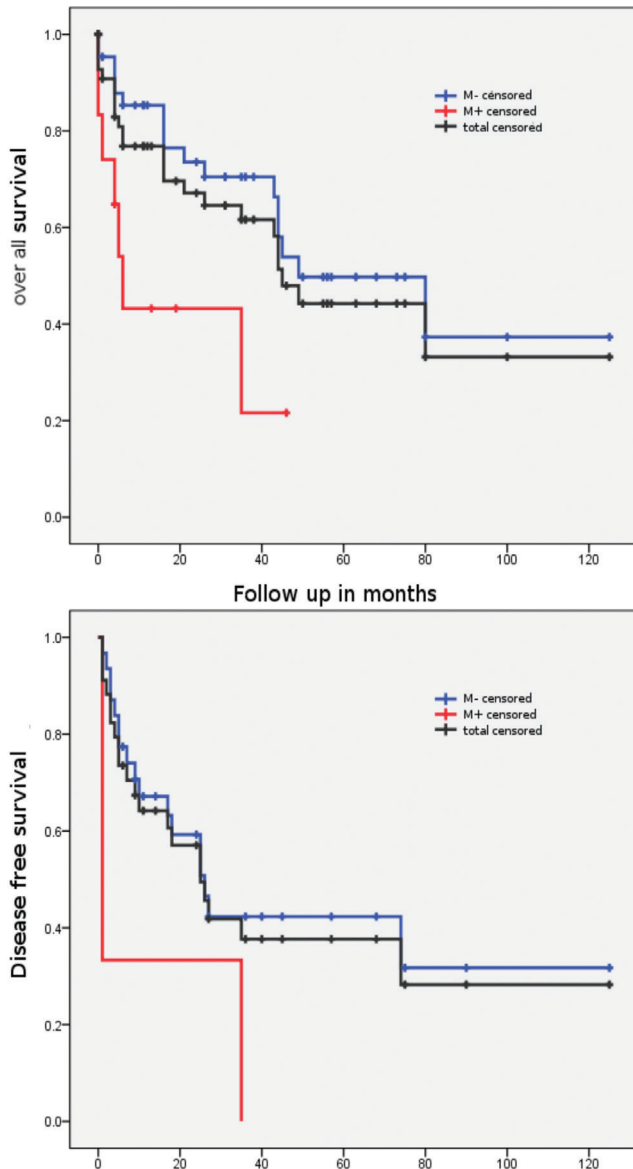 1.0
0.8
0.6
0.4
0.2
0.0
over all survival
M- censored
M+ censored
total censored
0 20 40 60 80 100 120
Follow up in months
1.0
0.8
0.6
0.4
0.2
0.0
Disease free survival
M- censored
M+ censored
total censored
0 20 40 60 80 100 120